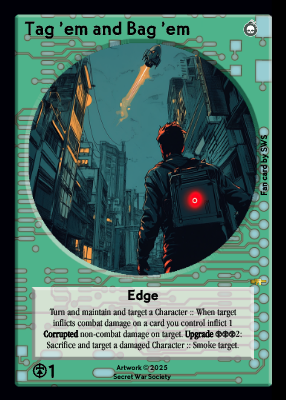 Tag 'em and Bag 'em
Fan card by SWS
Edge
Turn and maintain and target a Character :: When target
inflicts combat damage on a card you control inflict 1
Corrupted non-combat damage on target. Upgrade 2:
Sacrifice and target a damaged Character :: Smoke target.
1
Artwork © 2025
Secret War Society